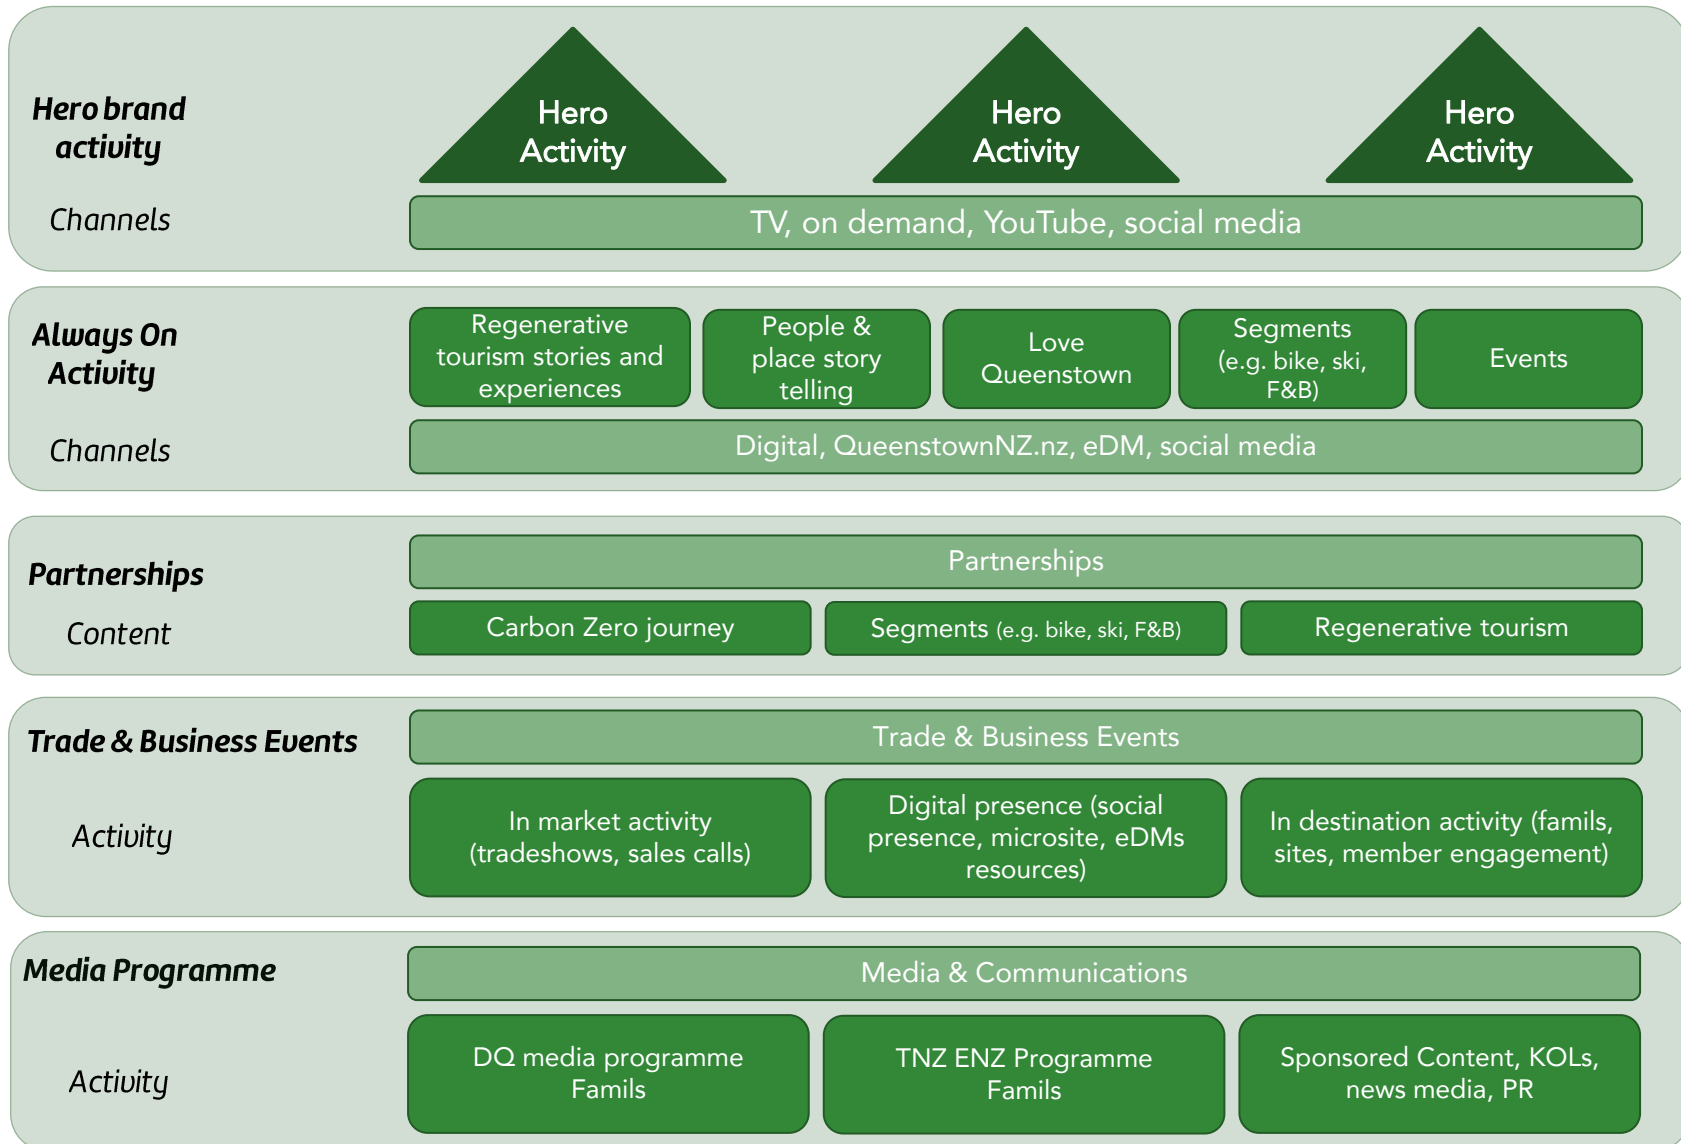 Hero brand
activity
Hero
Activity
Hero
Activity
Hero
Activity
Channels
TV, on demand, YouTube, social media
Always On
Activity
Regenerative
tourism stories and
experiences
People &
place story
telling
Love
Queenstown
Segments
(e.g. bike, ski,
F&B)
Events
Channels
Digital, QueenstownNZ.nz, eDM, social media
Partnerships
Partnerships
Content
Carbon Zero journey
Segments (e.g. bike, ski, F&B)
Regenerative tourism
Trade & Business Events
Trade & Business Events
Activity
In market activity
(tradeshows, sales calls)
Digital presence (social
presence, microsite, eDMs
resources)
In destination activity (famils,
sites, member engagement)
Media Programme
Media & Communications
Activity
DQ media programme
Famils
TNZ ENZ Programme
Famils
Sponsored Content, KOLs,
news media, PR